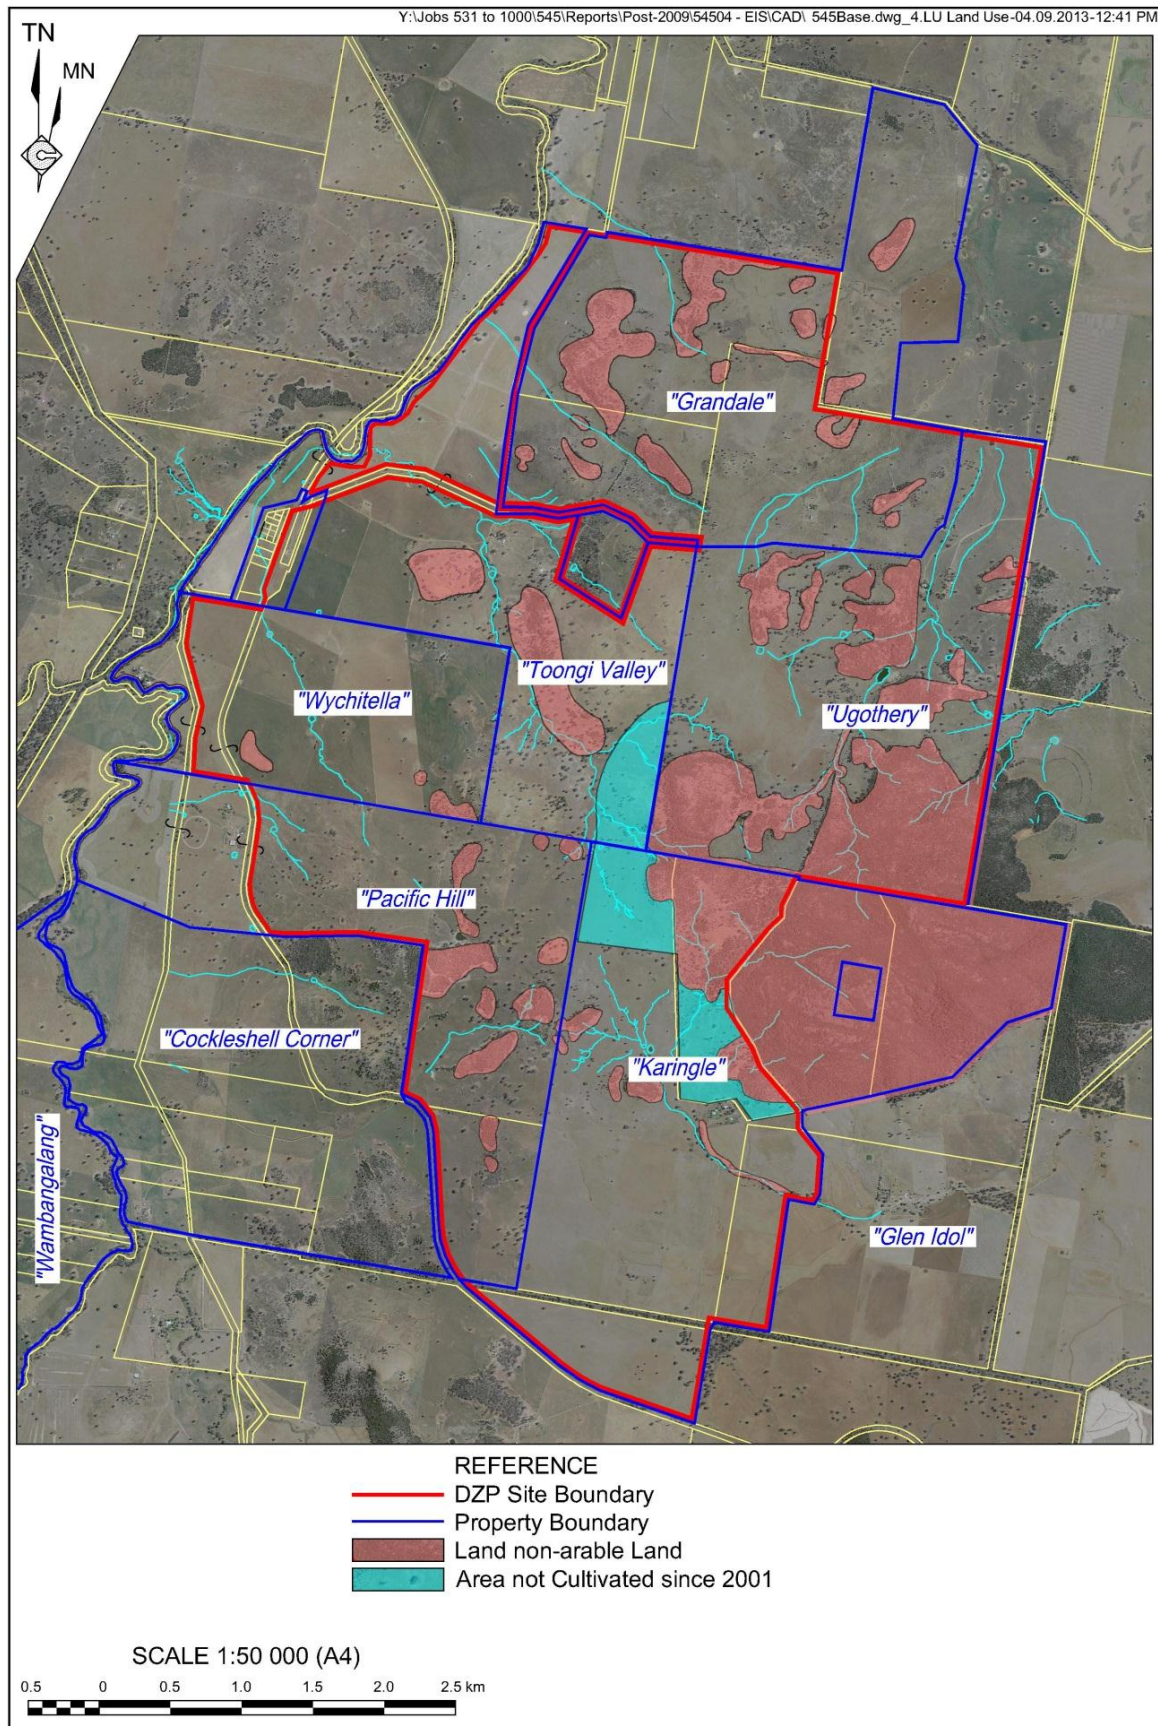 Y:\Jobs 531 to 1000\545\Reports\Post-2009\54504 - EIS\CAD\ 545Base.dwg_4.LU Land Use-04.09.2013-12:41 PM
TN
MN
"Grandale"
"Toongi Valley"
"Wychitella"
"Ugothery"
"Pacific Hill"
"Cockleshell Corner"
"Karingle"
"Wambangalang"
"Glen Idol"
REFERENCE
DZP Site Boundary
Property Boundary
Land non-arable Land
Area not Cultivated since 2001
SCALE 1:50 000 (A4)
0.5 0 0.5 1.0 1.5 2.0 2.5 km